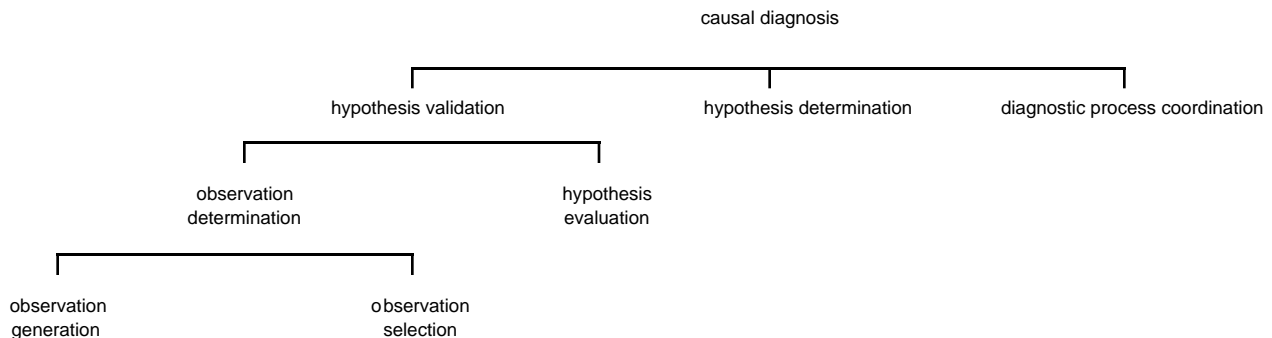 causal diagnosis
hypothesis validation
hypothesis determination
diagnostic process coordination
observation
determination
hypothesis
evaluation
observation
generation
observation
selection